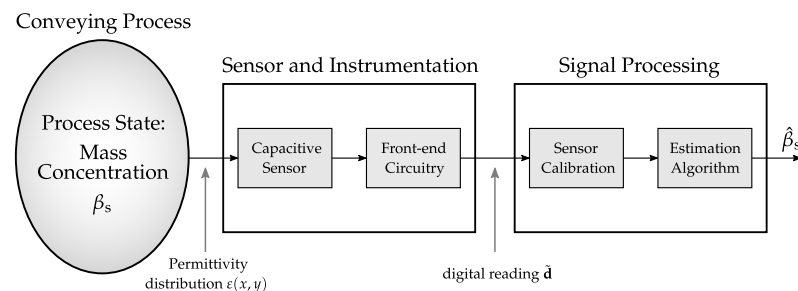 Conveying Process
Process State:
Mass
Concentration
βₛ
Sensor and Instrumentation
Capacitive
Sensor
Front-end
Circuitry
Signal Processing
Sensor
Calibration
Estimation
Algorithm
β̂ₛ
Permittivity
distribution ε(x, y)
digital reading d̃